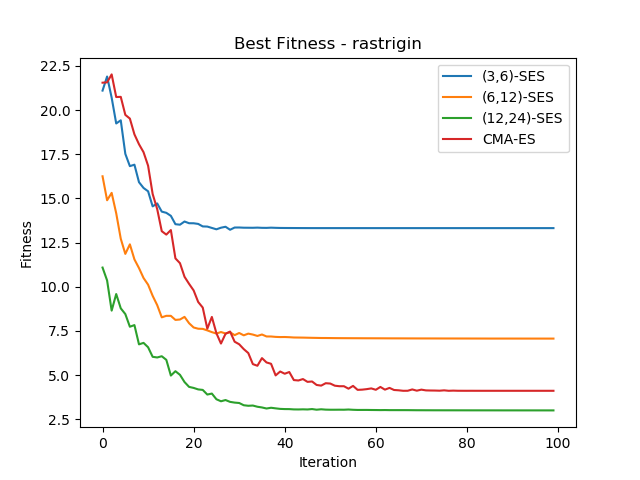 Best Fitness - rastrigin
22.5
20.0
17.5
15.0
12.5
10.0
7.5
5.0
2.5
Fitness
(3,6)-SES
(6,12)-SES
(12,24)-SES
CMA-ES
0
20
40
60
80
100
Iteration